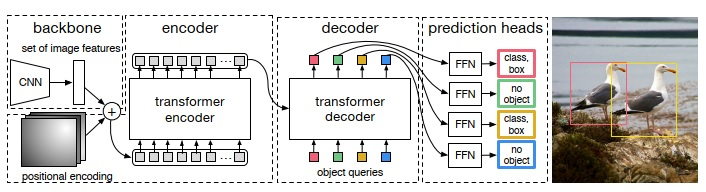 backbone
set of image features
CNN
+
positional encoding
encoder
...
transformer
encoder
...
decoder
transformer
decoder
object queries
prediction heads
FFN
class,
box
FFN
no
object
FFN
class,
box
FFN
no
object